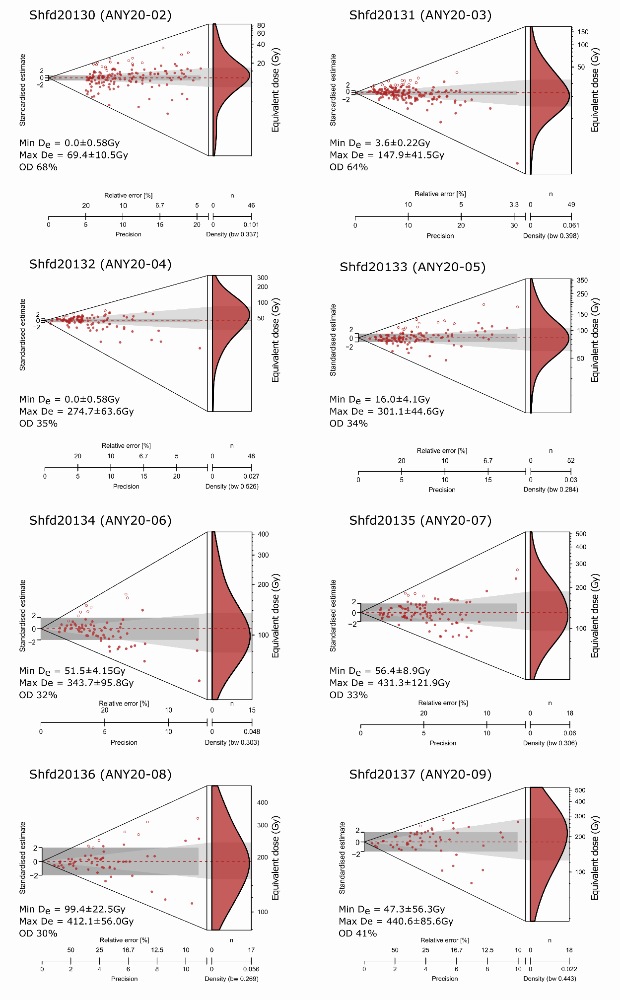 Shfd20130 (ANY20-02)
80
60
40
20
Equivalent dose (Gy)
Standardised estimate
2
0
−2
Min De = 0.0±0.58Gy
Max De = 69.4±10.5Gy
OD 68%
Relative error [%]
n
20 10 6.7 5 0 46
0 5 10 15 20 0 0.101
Precision
Density (bw 0.337)
Shfd20131 (ANY20-03)
150
100
50
Equivalent dose (Gy)
Standardised estimate
2
0
−2
Min De = 3.6±0.22Gy
Max De = 147.9±41.5Gy
OD 64%
Relative error [%]
n
10 5 3.3 0 49
0 10 20 30 0 0.061
Precision
Density (bw 0.398)
Shfd20132 (ANY20-04)
300
200
100
50
Equivalent dose (Gy)
Standardised estimate
2
0
−2
Min De = 0.0±0.58Gy
Max De = 274.7±63.6Gy
OD 35%
Relative error [%]
n
20 10 6.7 5 0 48
0 5 10 15 20 0 0.027
Precision
Density (bw 0.526)
Shfd20133 (ANY20-05)
350
250
150
100
50
Equivalent dose (Gy)
Standardised estimate
2
0
−2
Min De = 16.0±4.1Gy
Max De = 301.1±44.6Gy
OD 34%
Relative error [%]
n
20 10 6.7 0 52
0 5 10 15 0 0.03
Precision
Density (bw 0.284)
Shfd20134 (ANY20-06)
400
300
200
100
Equivalent dose (Gy)
Standardised estimate
2
0
−2
Min De = 51.5±4.15Gy
Max De = 343.7±95.8Gy
OD 32%
Relative error [%]
n
20 10 0 15
0 5 10 0 0.048
Precision
Density (bw 0.303)
Shfd20135 (ANY20-07)
500
400
300
200
100
Equivalent dose (Gy)
Standardised estimate
2
0
−2
Min De = 56.4±8.9Gy
Max De = 431.3±121.9Gy
OD 33%
Relative error [%]
n
20 10 0 18
0 5 10 0 0.06
Precision
Density (bw 0.306)
Shfd20136 (ANY20-08)
400
300
200
100
Equivalent dose (Gy)
Standardised estimate
2
0
−2
Min De = 99.4±22.5Gy
Max De = 412.1±56.0Gy
OD 30%
Relative error [%]
n
50 25 16.7 12.5 10 0 17
0 2 4 6 8 10 0 0.056
Precision
Density (bw 0.269)
Shfd20137 (ANY20-09)
500
400
300
200
100
Equivalent dose (Gy)
Standardised estimate
2
0
−2
Min De = 47.3±56.3Gy
Max De = 440.6±85.6Gy
OD 41%
Relative error [%]
n
50 25 16.7 12.5 10 0 18
0 2 4 6 8 10 0 0.022
Precision
Density (bw 0.443)